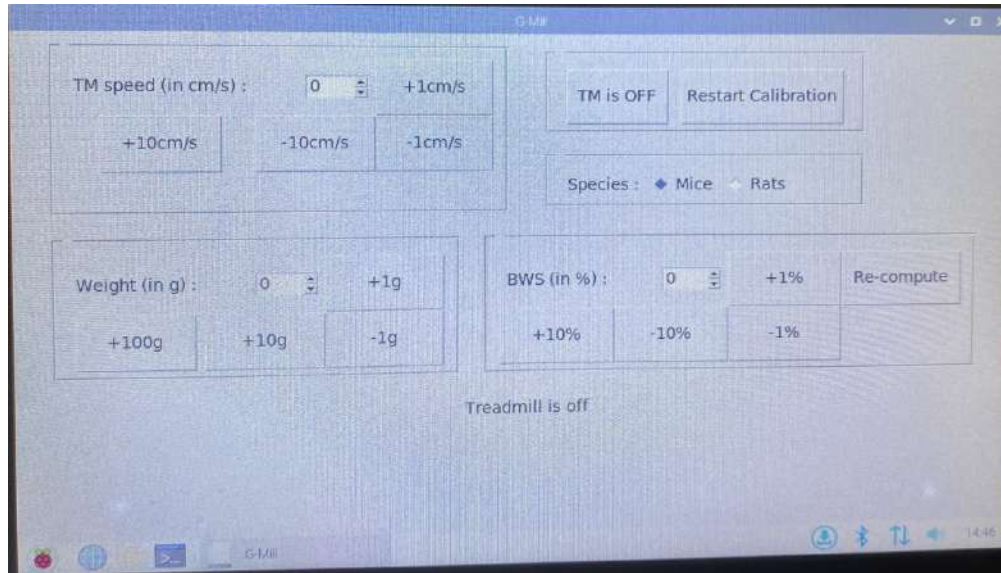 G-Mill
TM speed (in cm/s) : 0 +1cm/s
+10cm/s -10cm/s -1cm/s
TM is OFF Restart Calibration
Species : Mice Rats
Weight (in g) : 0 +1g
+100g +10g -1g
BWS (in %) : 0 +1% Re-compute
+10% -10% -1%
Treadmill is off
G-Mill
14:46